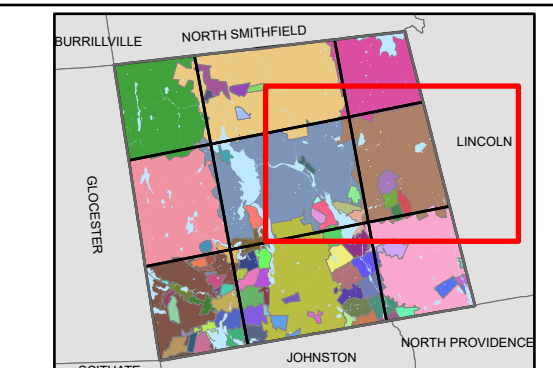 BURRILLVILLE
NORTH SMITHFIELD
LINCOLN
GLOCESTER
NORTH PROVIDENCE
JOHNSTON